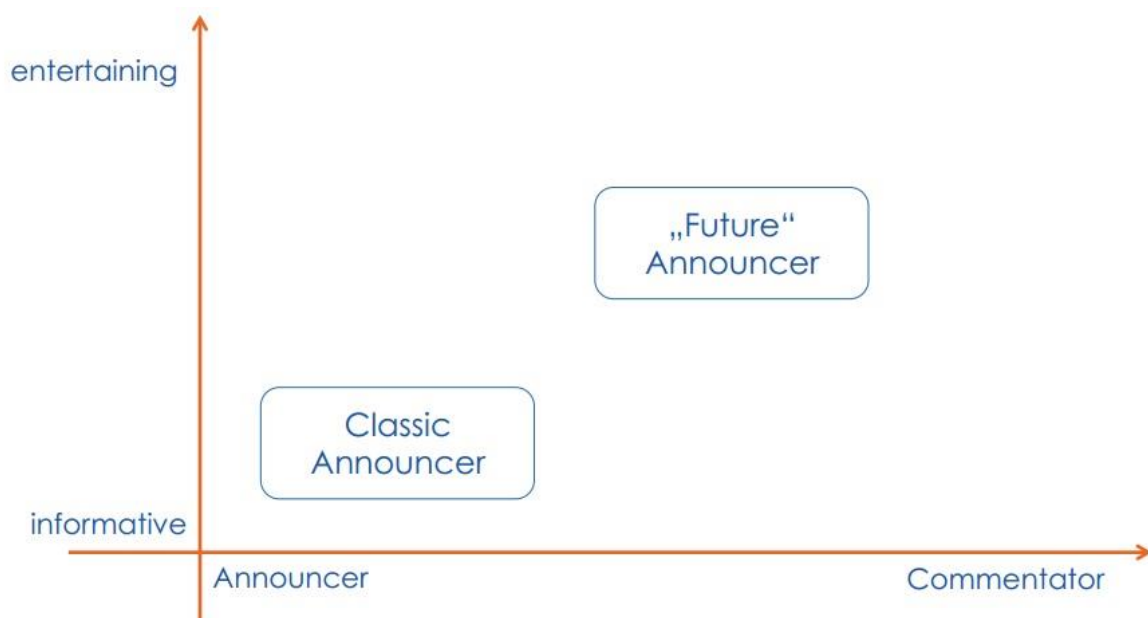 entertaining
„Future“
Announcer
Classic
Announcer
informative
Announcer
Commentator